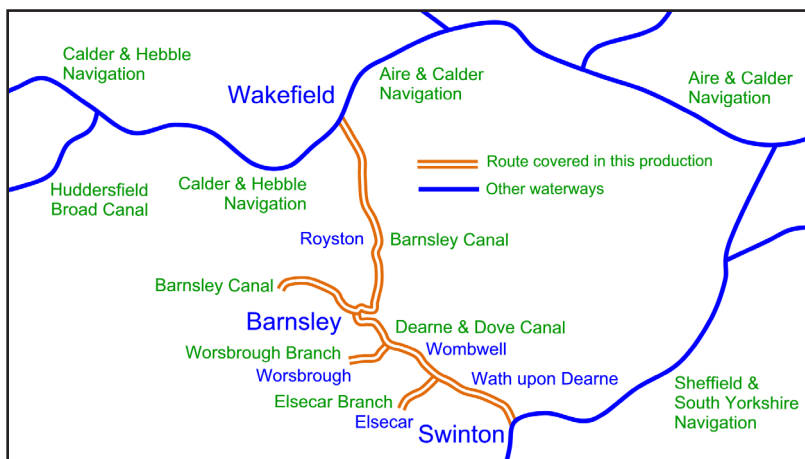 Calder & Hebble
Navigation
Wakefield
Aire & Calder
Navigation
Aire & Calder
Navigation
Route covered in this production
Other waterways
Huddersfield
Broad Canal
Calder & Hebble
Navigation
Royston
Barnsley Canal
Barnsley Canal
Barnsley
Dearne & Dove Canal
Worsbrough Branch
Wombwell
Worsbrough
Wath upon Dearne
Elsecar Branch
Elsecar
Swinton
Sheffield &
South Yorkshire
Navigation